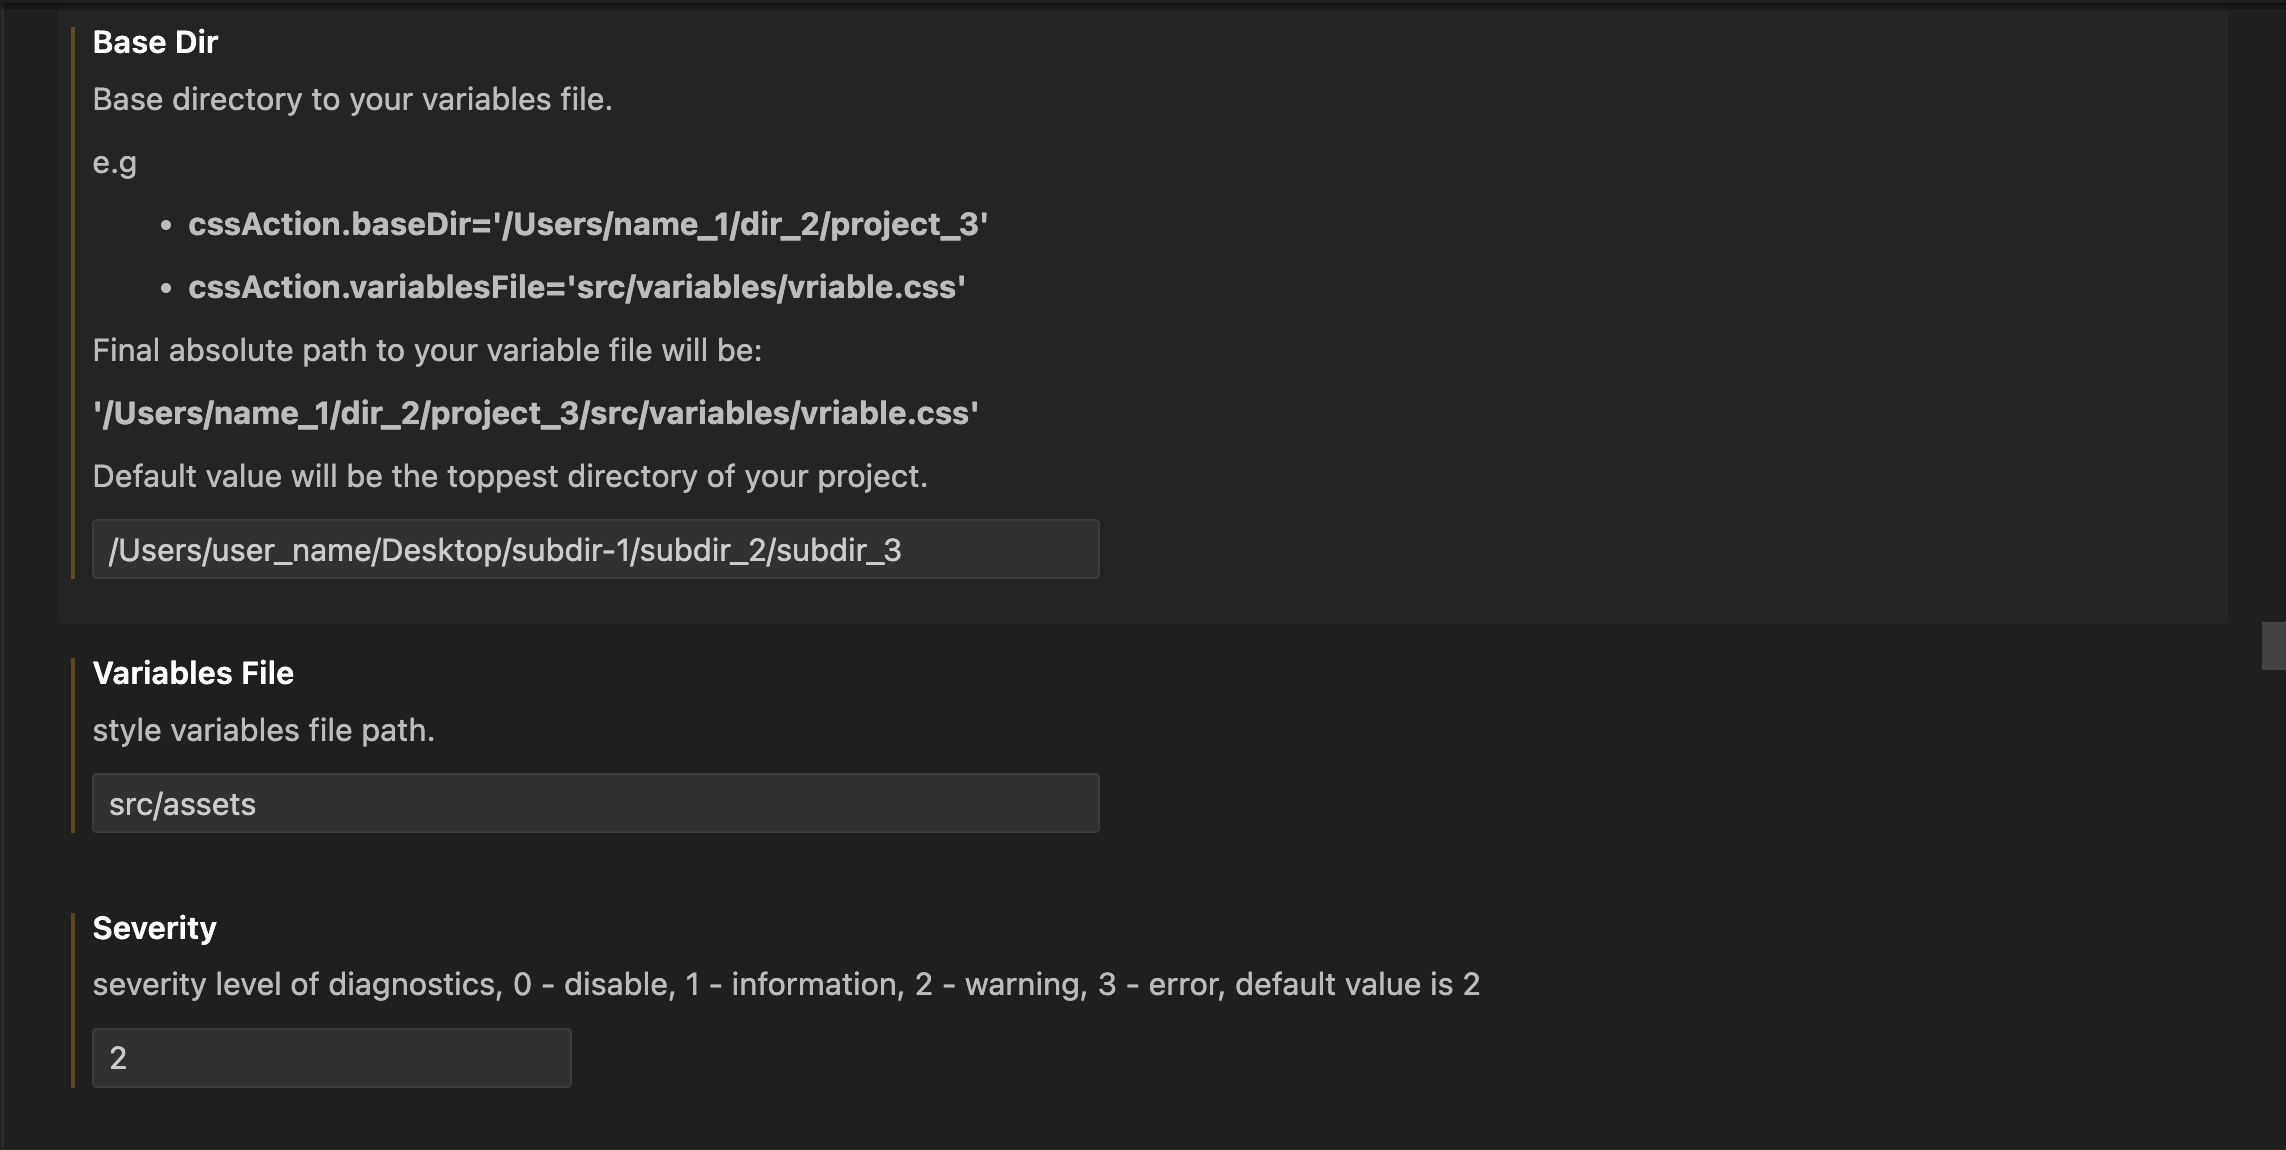 Base Dir
Base directory to your variables file.
e.g
• cssAction.baseDir='/Users/name_1/dir_2/project_3'
• cssAction.variablesFile='src/variables/vriable.css'
Final absolute path to your variable file will be:
'/Users/name_1/dir_2/project_3/src/variables/vriable.css'
Default value will be the toppest directory of your project.
/Users/user_name/Desktop/subdir-1/subdir_2/subdir_3
Variables File
style variables file path.
src/assets
Severity
severity level of diagnostics, 0 - disable, 1 - information, 2 - warning, 3 - error, default value is 2
2